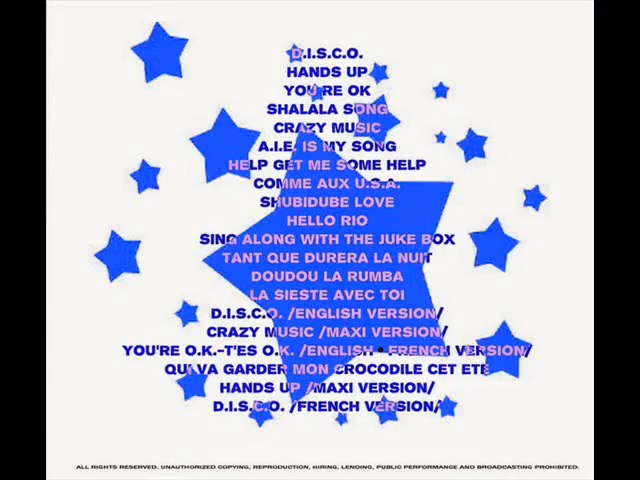 D.I.S.C.O.
HANDS UP
YOU'RE OK
SHALALA SONG
CRAZY MUSIC
A.I.E. IS MY SONG
HELP GET ME SOME HELP
COMME AUX U.S.A.
SHUBIDUBE LOVE
HELLO RIO
SING ALONG WITH THE JUKE BOX
TANT QUE DURERA LA NUIT
DOUDOU LA RUMBA
LA SIESTE AVEC TOI
D.I.S.C.O. /ENGLISH VERSION/
CRAZY MUSIC /MAXI VERSION/
YOU'RE O.K.–T'ES O.K. /ENGLISH • FRENCH VERSION/
QUI VA GARDER MON CROCODILE CET ETE
HANDS UP /MAXI VERSION/
D.I.S.C.O. /FRENCH VERSION/
ALL RIGHTS RESERVED. UNAUTHORIZED COPYING, REPRODUCTION, HIRING, LENDING, PUBLIC PERFORMANCE AND BROADCASTING PROHIBITED.